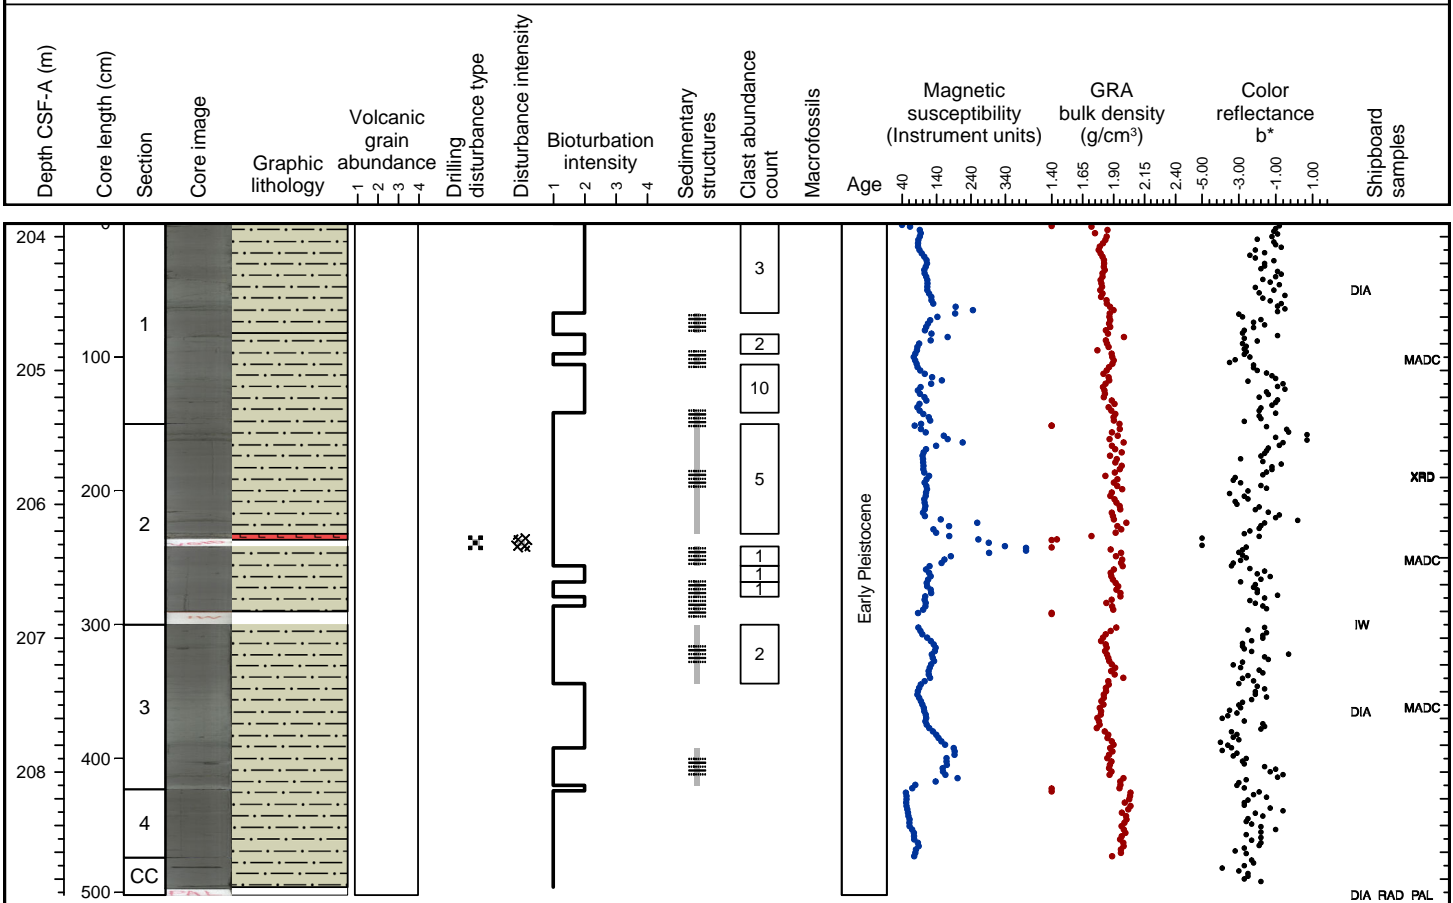 Depth CSF-A (m)
Core length (cm)
Section
Core image
Graphic
lithology
Volcanic
grain
abundance
1 2 3 4
Drilling
disturbance type
Disturbance intensity
Bioturbation
intensity
1 2 3 4
Sedimentary
structures
Clast abundance
count
Macrofossils
Age
Magnetic
susceptibility
(Instrument units)
40 140 240 340
GRA
bulk density
(g/cm³)
1.40 1.65 1.90 2.15 2.40
Color
reflectance
b*
-5.00 -3.00 -1.00 1.00
Shipboard
samples
204
205
206
207
208
0
100
200
300
400
500
1
2
3
4
CC
PAL
3
2
10
5
1
1
1
2
Early Pleistocene
DIA
MADC
XRD
MADC
IW
DIA MADC
DIA RAD PAL